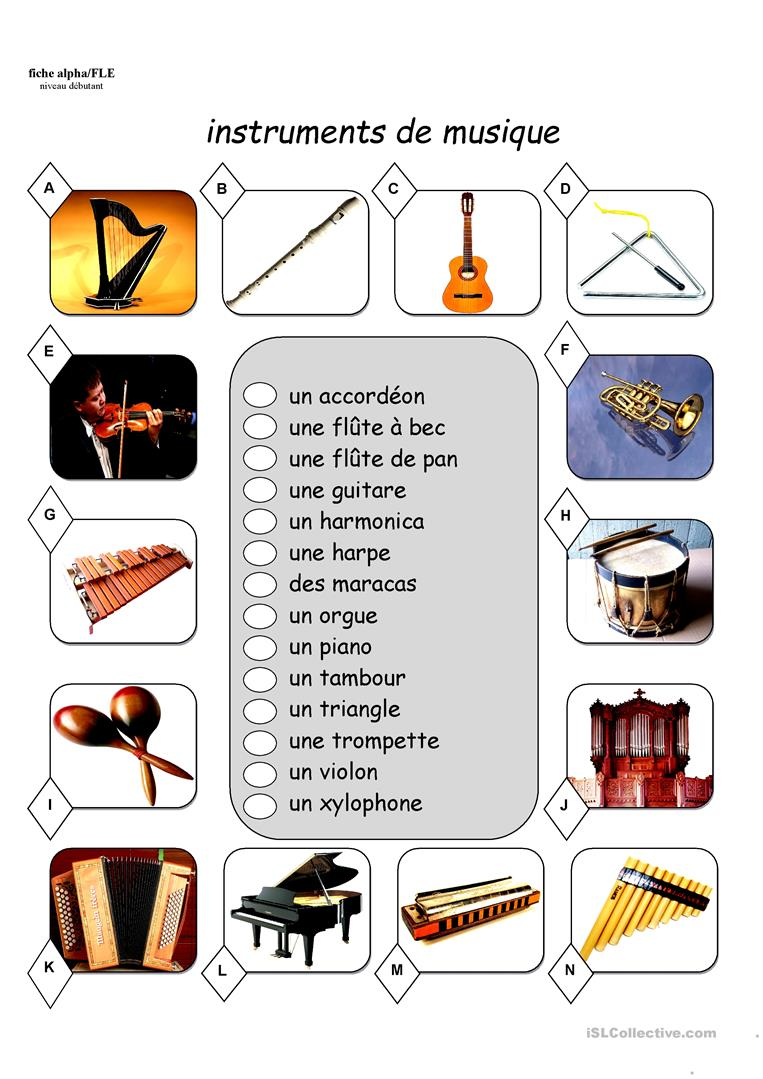 fiche alpha/FLE
niveau débutant
instruments de musique
A
B
C
D
E
F
un accordéon
une flûte à bec
une flûte de pan
une guitare
un harmonica
une harpe
des maracas
un orgue
un piano
un tambour
un triangle
une trompette
un violon
un xylophone
G
H
I
J
K
L
M
N
iSLCollective.com